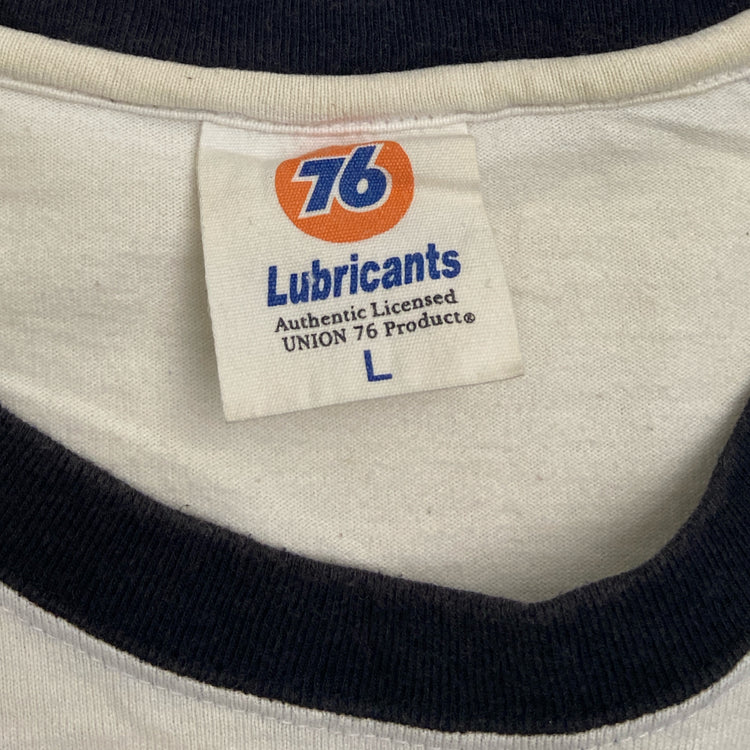 76
Lubricants
Authentic Licensed
UNION 76 Product®
L